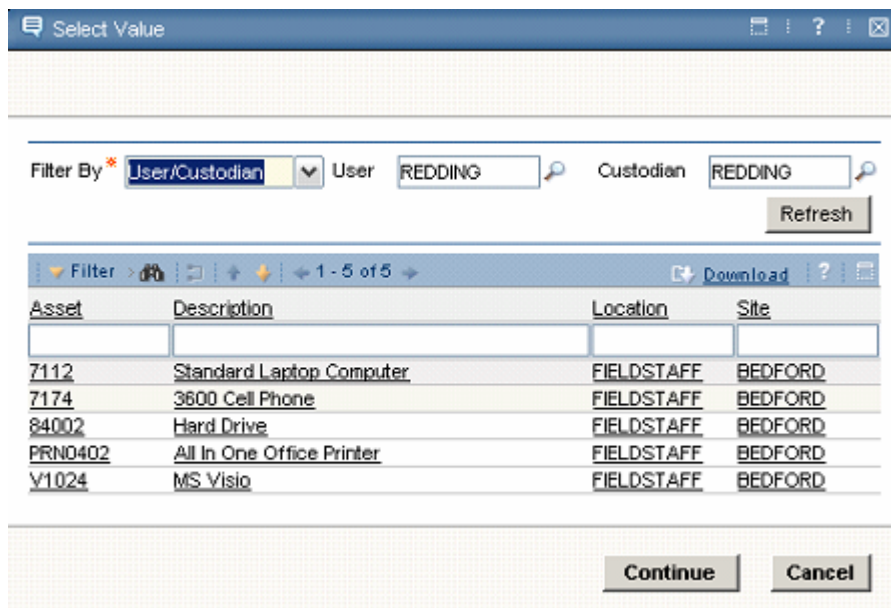 Select Value ?
Filter By * User/Custodian User REDDING Custodian REDDING
Refresh
Filter 1 - 5 of 5 Download ?
Asset Description Location Site
7112 Standard Laptop Computer FIELDSTAFF BEDFORD
7174 3600 Cell Phone FIELDSTAFF BEDFORD
84002 Hard Drive FIELDSTAFF BEDFORD
PRN0402 All In One Office Printer FIELDSTAFF BEDFORD
V1024 MS Visio FIELDSTAFF BEDFORD
Continue Cancel